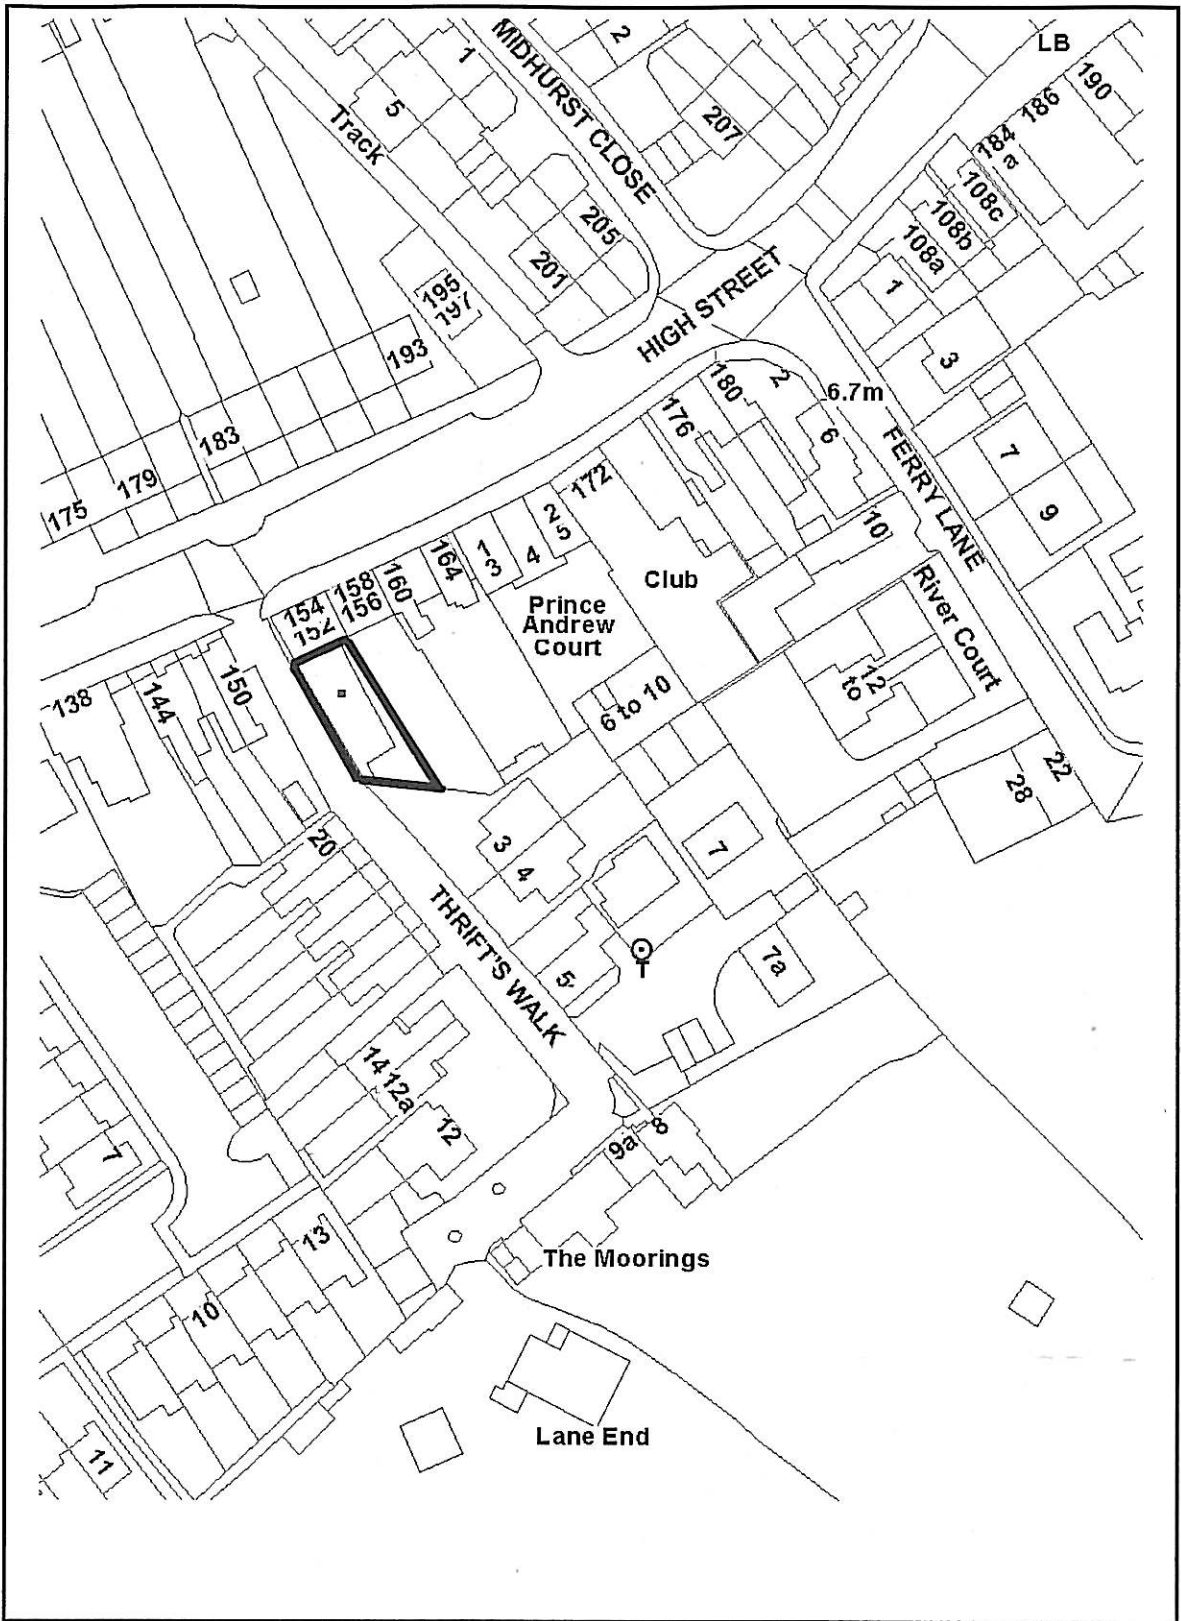 MIDHURST CLOSE
1
2
LB
5
Track
207
190
186
184
a
108c
108b
108a
205
201
1
195
197
HIGH STREET
3
193
180
2
6.7m
183
176
6
FERRY LANE
7
179
175
172
9
10
2
5
1
3
4
164
160
158
156
154
152
Club
Prince
Andrew
Court
River Court
12
to
6 to 10
138
144
150
22
28
3
4
20
7
THRIFT'S WALK
5
7a
14
12a
12
9a
8
7
13
The Moorings
10
Lane End
11